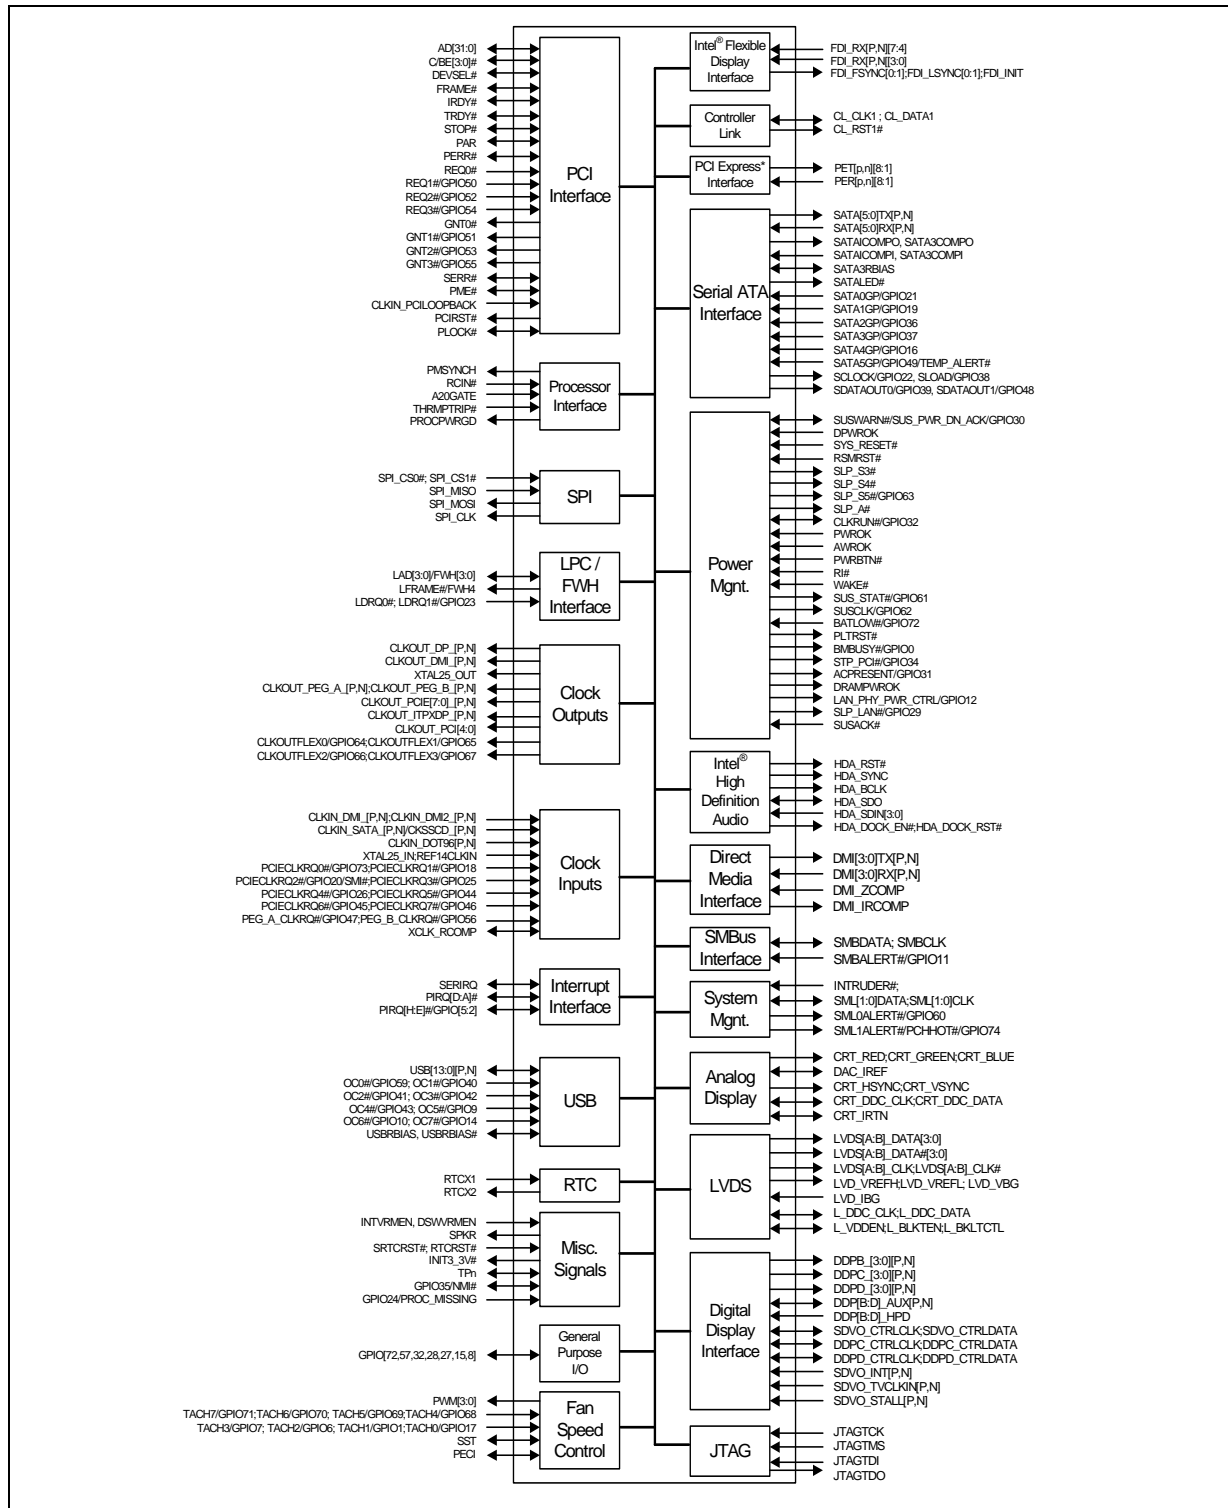 AD[31:0]
C/BE[3:0]#
DEVSEL#
FRAME#
IRDY#
TRDY#
STOP#
PAR
PERR#
REQ0#
REQ1#/GPIO50
REQ2#/GPIO52
REQ3#/GPIO54
GNT0#
GNT1#/GPIO51
GNT2#/GPIO53
GNT3#/GPIO55
SERR#
PME#
CLKIN_PCILOOPBACK
PCIRST#
PLOCK#
PCI
Interface
PMSYNCH
RCIN#
A20GATE
THRMPTRIP#
PROCPWRGD
Processor
Interface
SPI_CS0#; SPI_CS1#
SPI_MISO
SPI_MOSI
SPI_CLK
SPI
LAD[3:0]/FWH[3:0]
LFRAME#/FWH4
LDRQ0#; LDRQ1#/GPIO23
LPC /
FWH
Interface
CLKOUT_DP_[P,N]
CLKOUT_DMI_[P,N]
XTAL25_OUT
CLKOUT_PEG_A_[P,N];CLKOUT_PEG_B_[P,N]
CLKOUT_PCIE[7:0]_[P,N]
CLKOUT_ITPXDP_[P,N]
CLKOUT_PCI[4:0]
CLKOUTFLEX0/GPIO64;CLKOUTFLEX1/GPIO65
CLKOUTFLEX2/GPIO66;CLKOUTFLEX3/GPIO67
Clock
Outputs
CLKIN_DMI_[P,N];CLKIN_DMI2_[P,N]
CLKIN_SATA_[P,N]/CKSSCD_[P,N]
CLKIN_DOT96[P,N]
XTAL25_IN;REF14CLKIN
PCIECLKRQ0#/GPIO73;PCIECLKRQ1#/GPIO18
PCIECLKRQ2#/GPIO20/SMI#;PCIECLKRQ3#/GPIO25
PCIECLKRQ4#/GPIO26;PCIECLKRQ5#/GPIO44
PCIECLKRQ6#/GPIO45;PCIECLKRQ7#/GPIO46
PEG_A_CLKRQ#/GPIO47;PEG_B_CLKRQ#/GPIO56
XCLK_RCOMP
Clock
Inputs
SERIRQ
PIRQ[D:A]#
PIRQ[H:E]#/GPIO[5:2]
Interrupt
Interface
USB[13:0][P,N]
OC0#/GPIO59; OC1#/GPIO40
OC2#/GPIO41; OC3#/GPIO42
OC4#/GPIO43; OC5#/GPIO9
OC6#/GPIO10; OC7#/GPIO14
USBRBIAS, USBRBIAS#
USB
RTCX1
RTCX2
RTC
INTVRMEN, DSWVRMEN
SPKR
SRTCRST#; RTCRST#
INIT3_3V#
TPn
GPIO35/NMI#
GPIO24/PROC_MISSING
Misc.
Signals
GPIO[72,57,32,28,27,15,8]
General
Purpose
I/O
PWM[3:0]
TACH7/GPIO71;TACH6/GPIO70; TACH5/GPIO69;TACH4/GPIO68
TACH3/GPIO7; TACH2/GPIO6; TACH1/GPIO1;TACH0/GPIO17
SST
PECI
Fan
Speed
Control
Intel® Flexible
Display
Interface
FDI_RX[P,N][7:4]
FDI_RX[P,N][[3:0]
FDI_FSYNC[0:1];FDI_LSYNC[0:1];FDI_INIT
Controller
Link
CL_CLK1 ; CL_DATA1
CL_RST1#
PCI Express*
Interface
PET[p,n][8:1]
PER[p,n][8:1]
Serial ATA
Interface
SATA[5:0]TX[P,N]
SATA[5:0]RX[P,N]
SATAICOMPO, SATA3COMPO
SATAICOMPI, SATA3COMPI
SATA3RBIAS
SATALED#
SATA0GP/GPIO21
SATA1GP/GPIO19
SATA2GP/GPIO36
SATA3GP/GPIO37
SATA4GP/GPIO16
SATA5GP/GPIO49/TEMP_ALERT#
SCLOCK/GPIO22, SLOAD/GPIO38
SDATAOUT0/GPIO39, SDATAOUT1/GPIO48
Power
Mgnt.
SUSWARN#/SUS_PWR_DN_ACK/GPIO30
DPWROK
SYS_RESET#
RSMRST#
SLP_S3#
SLP_S4#
SLP_S5#/GPIO63
SLP_A#
CLKRUN#/GPIO32
PWROK
AWROK
PWRBTN#
RI#
WAKE#
SUS_STAT#/GPIO61
SUSCLK/GPIO62
BATLOW#/GPIO72
PLTRST#
BMBUSY#/GPIO0
STP_PCI#/GPIO34
ACPRESENT/GPIO31
DRAMPWROK
LAN_PHY_PWR_CTRL/GPIO12
SLP_LAN#/GPIO29
SUSACK#
Intel®
High
Definition
Audio
HDA_RST#
HDA_SYNC
HDA_BCLK
HDA_SDO
HDA_SDIN[3:0]
HDA_DOCK_EN#;HDA_DOCK_RST#
Direct
Media
Interface
DMI[3:0]TX[P,N]
DMI[3:0]RX[P,N]
DMI_ZCOMP
DMI_IRCOMP
SMBus
Interface
SMBDATA; SMBCLK
SMBALERT#/GPIO11
System
Mgnt.
INTRUDER#;
SML[1:0]DATA;SML[1:0]CLK
SML0ALERT#/GPIO60
SML1ALERT#/PCHHOT#/GPIO74
Analog
Display
CRT_RED;CRT_GREEN;CRT_BLUE
DAC_IREF
CRT_HSYNC;CRT_VSYNC
CRT_DDC_CLK;CRT_DDC_DATA
CRT_IRTN
LVDS
LVDS[A:B]_DATA[3:0]
LVDS[A:B]_DATA#[3:0]
LVDS[A:B]_CLK;LVDS[A:B]_CLK#
LVD_VREFH;LVD_VREFL; LVD_VBG
LVD_IBG
L_DDC_CLK;L_DDC_DATA
L_VDDEN;L_BLKTEN;L_BKLTCTL
Digital
Display
Interface
DDPB_[3:0][P,N]
DDPC_[3:0][P,N]
DDPD_[3:0][P,N]
DDP[B:D]_AUX[P,N]
DDP[B:D]_HPD
SDVO_CTRLCLK;SDVO_CTRLDATA
DDPC_CTRLCLK;DDPC_CTRLDATA
DDPD_CTRLCLK;DDPD_CTRLDATA
SDVO_INT[P,N]
SDVO_TVCLKIN[P,N]
SDVO_STALL[P,N]
JTAG
JTAGTCK
JTAGTMS
JTAGTDI
JTAGTDO